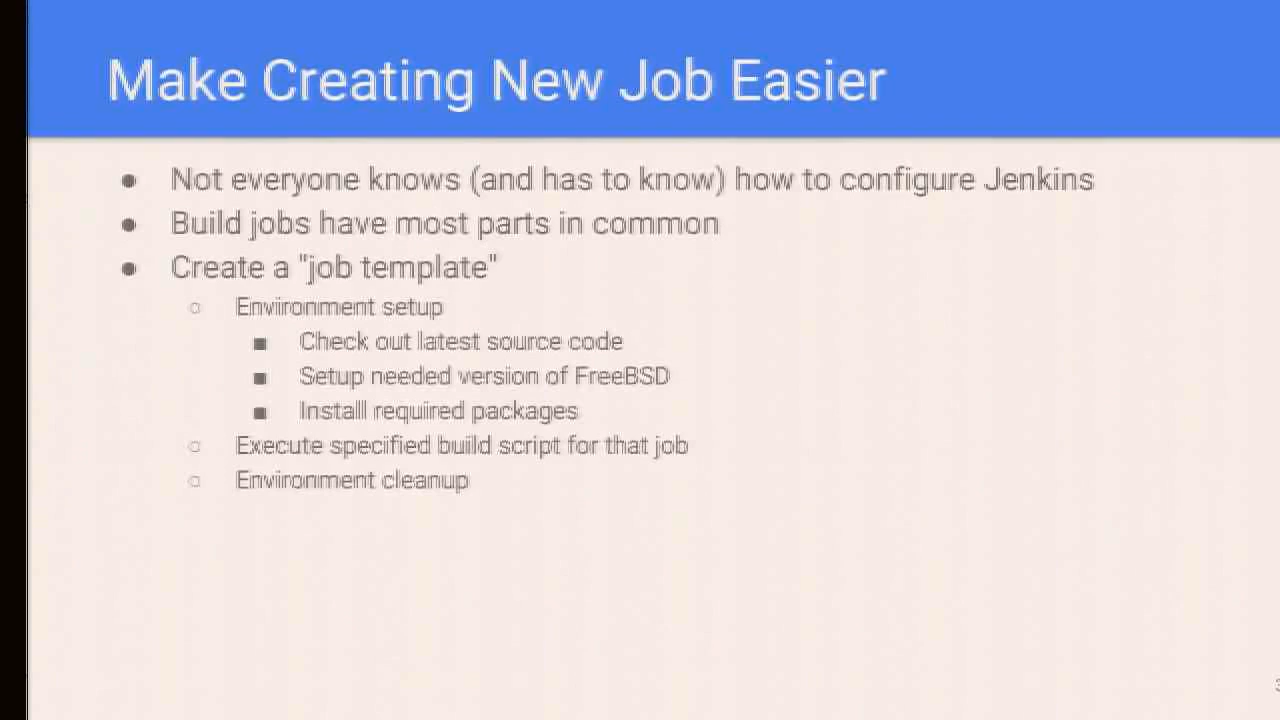 Make Creating New Job Easier
● Not everyone knows (and has to know) how to configure Jenkins
● Build jobs have most parts in common
● Create a "job template"
○ Environment setup
■ Check out latest source code
■ Setup needed version of FreeBSD
■ Install required packages
○ Execute specified build script for that job
○ Environment cleanup